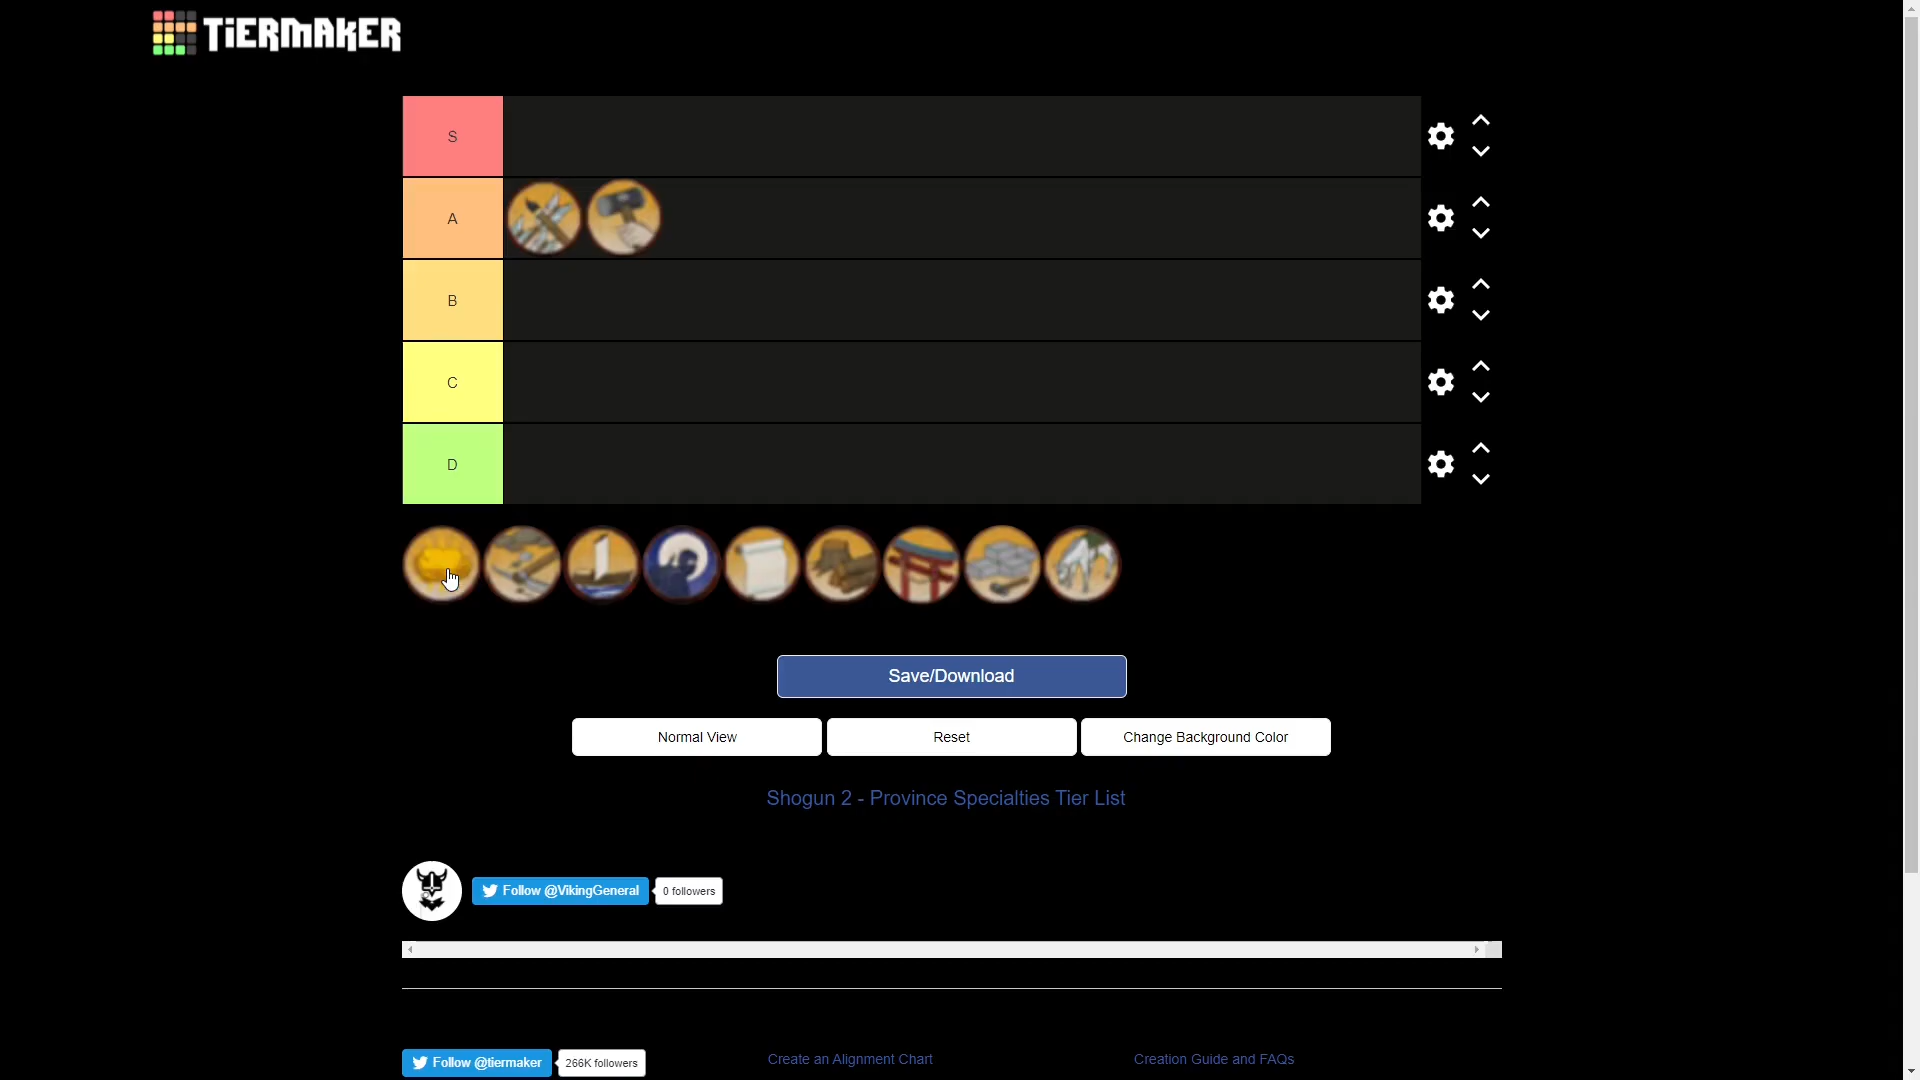 TIERMAKER
S
A
B
C
D
Save/Download
Normal View
Reset
Change Background Color
Shogun 2 - Province Specialties Tier List
Follow @VikingGeneral
0 followers
Follow @tiermaker
266K followers
Create an Alignment Chart
Creation Guide and FAQs